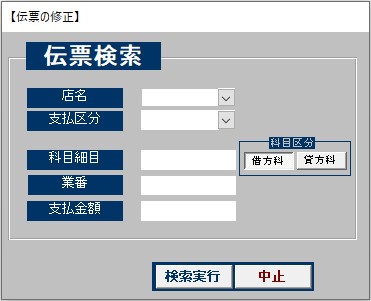 【伝票の修正】
伝票検索
店名
支払区分
科目区分
科目細目
借方科
貸方科
業番
支払金額
検索実行
中止